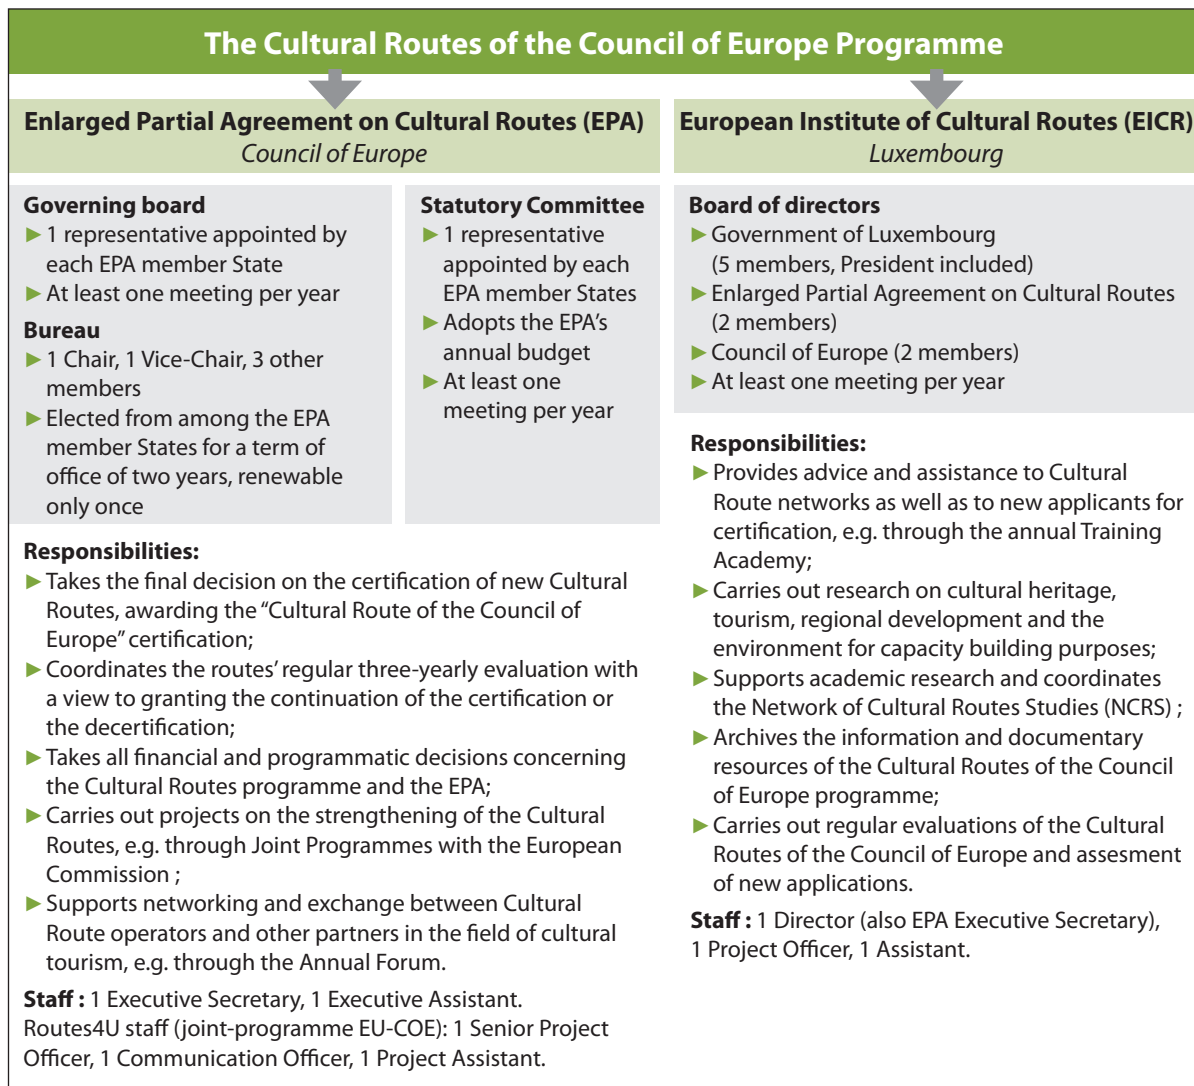 The Cultural Routes of the Council of Europe Programme
Enlarged Partial Agreement on Cultural Routes (EPA)
Council of Europe
Governing board
► 1 representative appointed by
each EPA member State
► At least one meeting per year
Bureau
► 1 Chair, 1 Vice-Chair, 3 other
members
► Elected from among the EPA
member States for a term of
office of two years, renewable
only once
Statutory Committee
► 1 representative
appointed by each
EPA member States
► Adopts the EPA’s
annual budget
► At least one
meeting per year
Responsibilities:
► Takes the final decision on the certification of new Cultural
Routes, awarding the “Cultural Route of the Council of
Europe” certification;
► Coordinates the routes’ regular three-yearly evaluation with
a view to granting the continuation of the certification or
the decertification;
► Takes all financial and programmatic decisions concerning
the Cultural Routes programme and the EPA;
► Carries out projects on the strengthening of the Cultural
Routes, e.g. through Joint Programmes with the European
Commission ;
► Supports networking and exchange between Cultural
Route operators and other partners in the field of cultural
tourism, e.g. through the Annual Forum.
Staff : 1 Executive Secretary, 1 Executive Assistant.
Routes4U staff (joint-programme EU-COE): 1 Senior Project
Officer, 1 Communication Officer, 1 Project Assistant.
European Institute of Cultural Routes (EICR)
Luxembourg
Board of directors
► Government of Luxembourg
(5 members, President included)
► Enlarged Partial Agreement on Cultural Routes
(2 members)
► Council of Europe (2 members)
► At least one meeting per year
Responsibilities:
► Provides advice and assistance to Cultural
Route networks as well as to new applicants for
certification, e.g. through the annual Training
Academy;
► Carries out research on cultural heritage,
tourism, regional development and the
environment for capacity building purposes;
► Supports academic research and coordinates
the Network of Cultural Routes Studies (NCRS) ;
► Archives the information and documentary
resources of the Cultural Routes of the Council
of Europe programme;
► Carries out regular evaluations of the Cultural
Routes of the Council of Europe and assesment
of new applications.
Staff : 1 Director (also EPA Executive Secretary),
1 Project Officer, 1 Assistant.